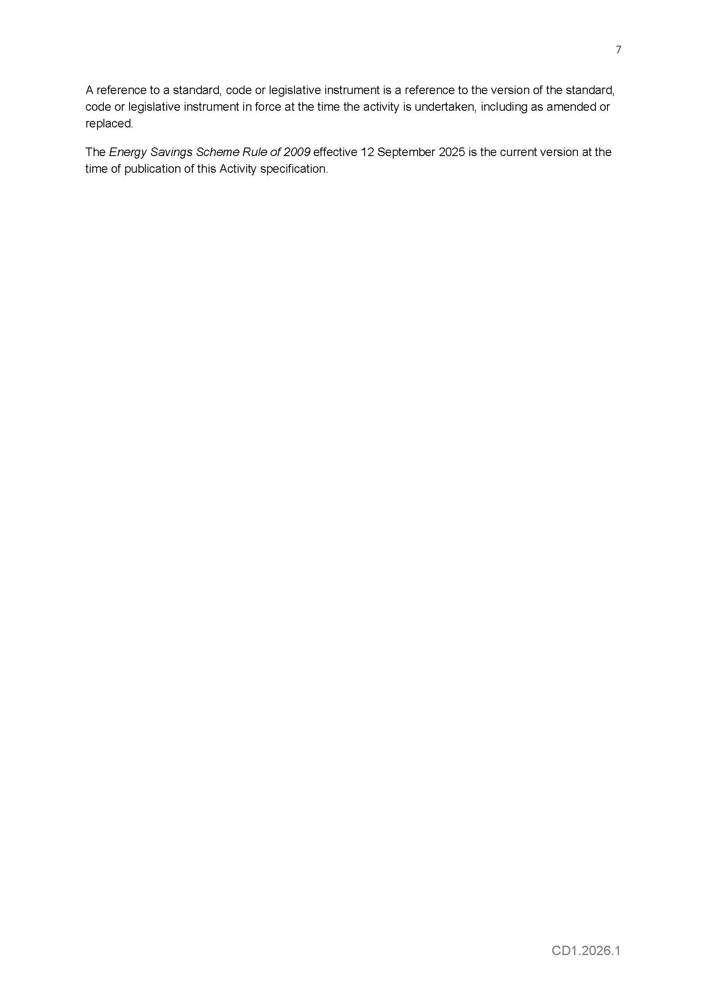 7
A reference to a standard, code or legislative instrument is a reference to the version of the standard,
code or legislative instrument in force at the time the activity is undertaken, including as amended or
replaced.
The Energy Savings Scheme Rule of 2009 effective 12 September 2025 is the current version at the
time of publication of this Activity specification.
CD1.2026.1